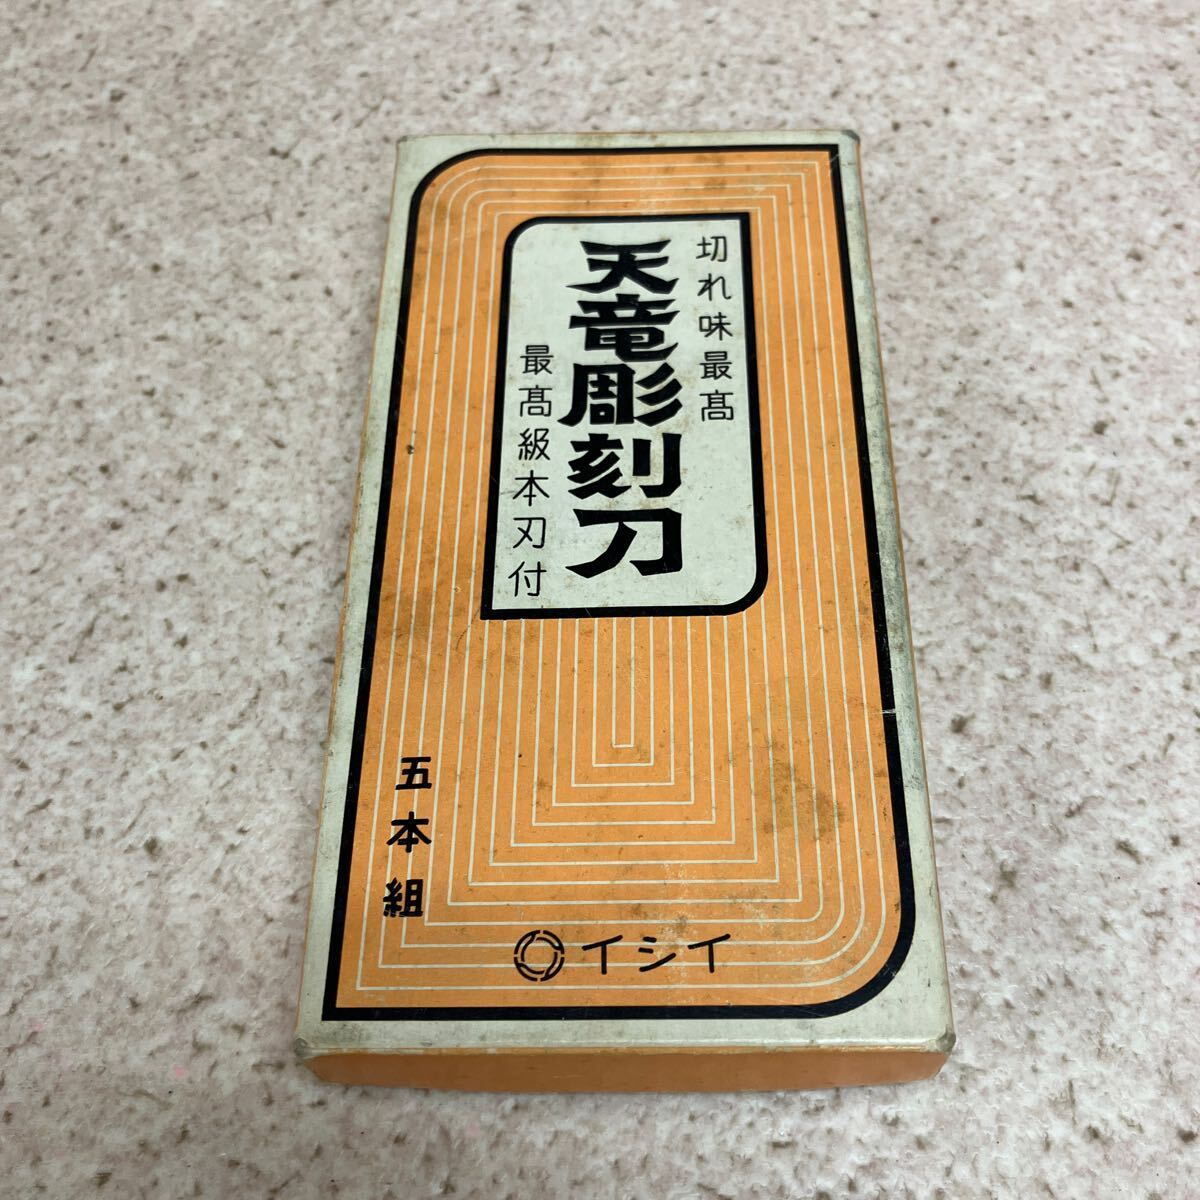 切れ味最髙
天竜彫刻刀
最髙級本刃付
五本組
イシイ